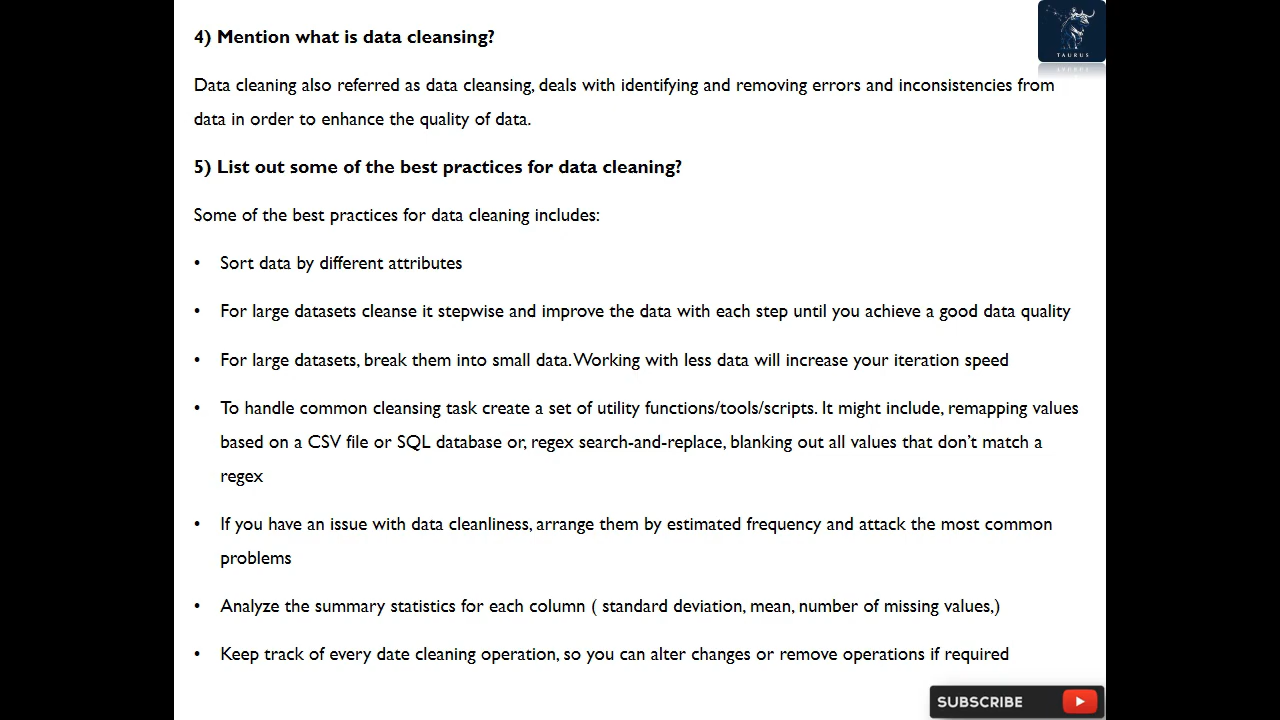 4) Mention what is data cleansing?
TAURUS
Data cleaning also referred as data cleansing, deals with identifying and removing errors and inconsistencies from
data in order to enhance the quality of data.
5) List out some of the best practices for data cleaning?
Some of the best practices for data cleaning includes:
• Sort data by different attributes
• For large datasets cleanse it stepwise and improve the data with each step until you achieve a good data quality
• For large datasets, break them into small data. Working with less data will increase your iteration speed
• To handle common cleansing task create a set of utility functions/tools/scripts. It might include, remapping values
based on a CSV file or SQL database or, regex search-and-replace, blanking out all values that don’t match a
regex
• If you have an issue with data cleanliness, arrange them by estimated frequency and attack the most common
problems
• Analyze the summary statistics for each column ( standard deviation, mean, number of missing values,)
• Keep track of every date cleaning operation, so you can alter changes or remove operations if required
SUBSCRIBE